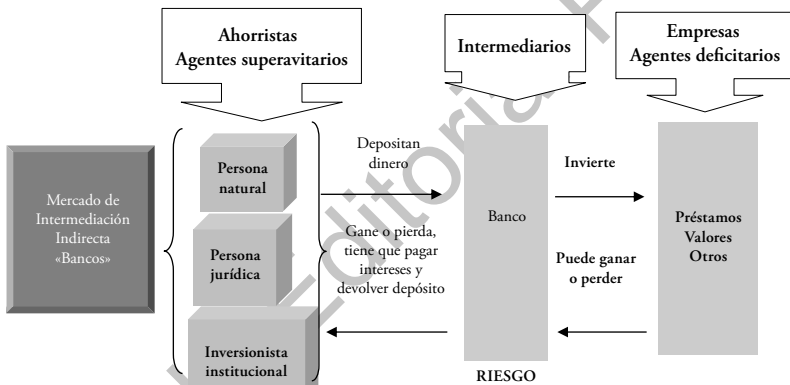 Ahorristas
Agentes superavitarios
Intermediarios
Empresas
Agentes deficitarios
Mercado de
Intermediación
Indirecta
«Bancos»
Persona
natural
Persona
jurídica
Inversionista
institucional
Depositan
dinero
Gane o pierda,
tiene que pagar
intereses y
devolver depósito
Banco
RIESGO
Invierte
Puede ganar
o perder
Préstamos
Valores
Otros
Editorial